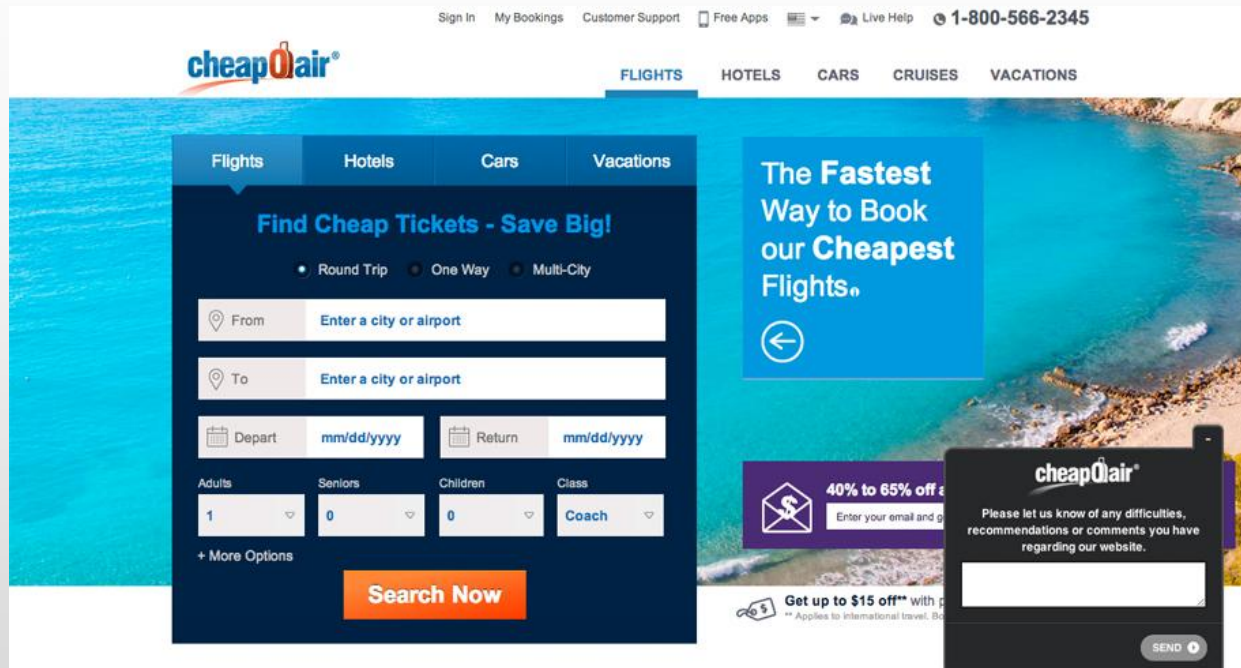 Sign In My Bookings Customer Support Free Apps Live Help 1-800-566-2345
cheapOair®
FLIGHTS HOTELS CARS CRUISES VACATIONS
Flights Hotels Cars Vacations
Find Cheap Tickets - Save Big!
Round Trip One Way Multi-City
From Enter a city or airport
To Enter a city or airport
Depart mm/dd/yyyy Return mm/dd/yyyy
Adults Seniors Children Class
1 0 0 Coach
+ More Options
Search Now
The Fastest
Way to Book
our Cheapest
Flights.
40% to 65% off
Enter your email and
Get up to $15 off** with
** Applies to international travel.
cheapOair®
Please let us know of any difficulties,
recommendations or comments you have
regarding our website.
SEND